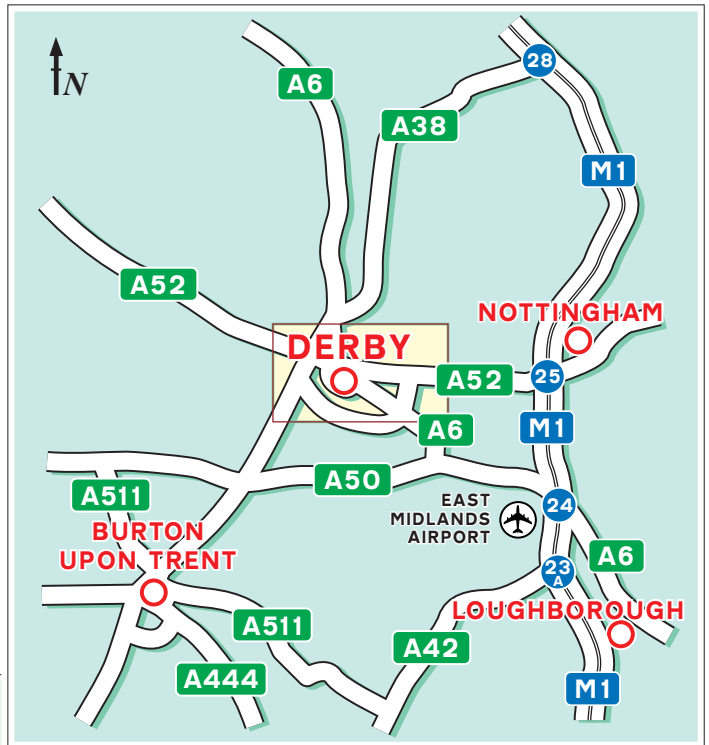 N
A6
28
A38
M1
A52
NOTTINGHAM
DERBY
A52
25
A6
M1
A50
A511
EAST
MIDLANDS
AIRPORT
24
BURTON
UPON TRENT
A6
23
A
LOUGHBOROUGH
A511
A42
A444
M1